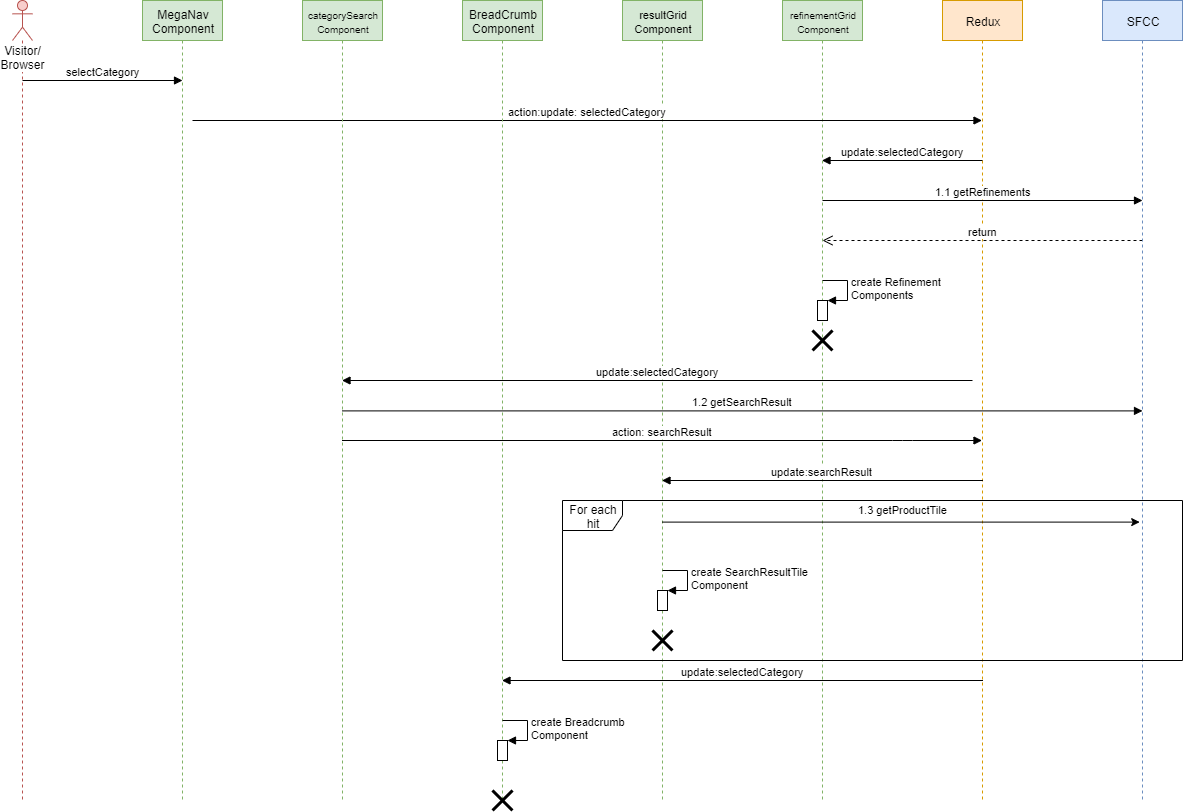 MegaNav
Component
categorySearch
Component
BreadCrumb
Component
resultGrid
Component
refinementGrid
Component
Redux
SFCC
Visitor/
Browser
selectCategory
action:update: selectedCategory
update:selectedCategory
1.1 getRefinements
return
create Refinement
Components
update:selectedCategory
1.2 getSearchResult
action: searchResult
update:searchResult
For each
hit
1.3 getProductTile
create SearchResultTile
Component
update:selectedCategory
create Breadcrumb
Component